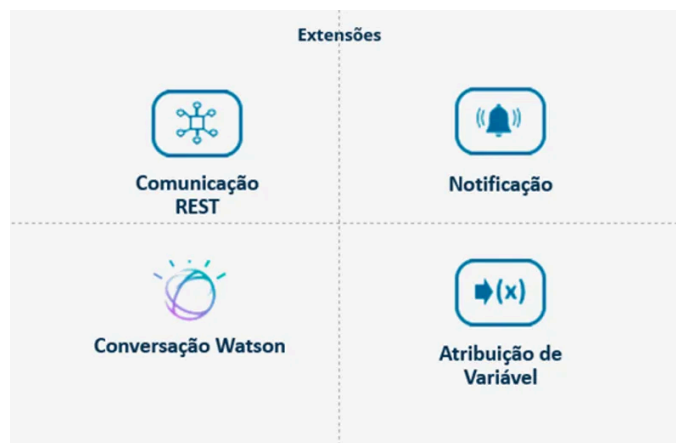 Extensões
Comunicação
REST
Notificação
(x)
Conversação Watson
Atribuição de
Variável